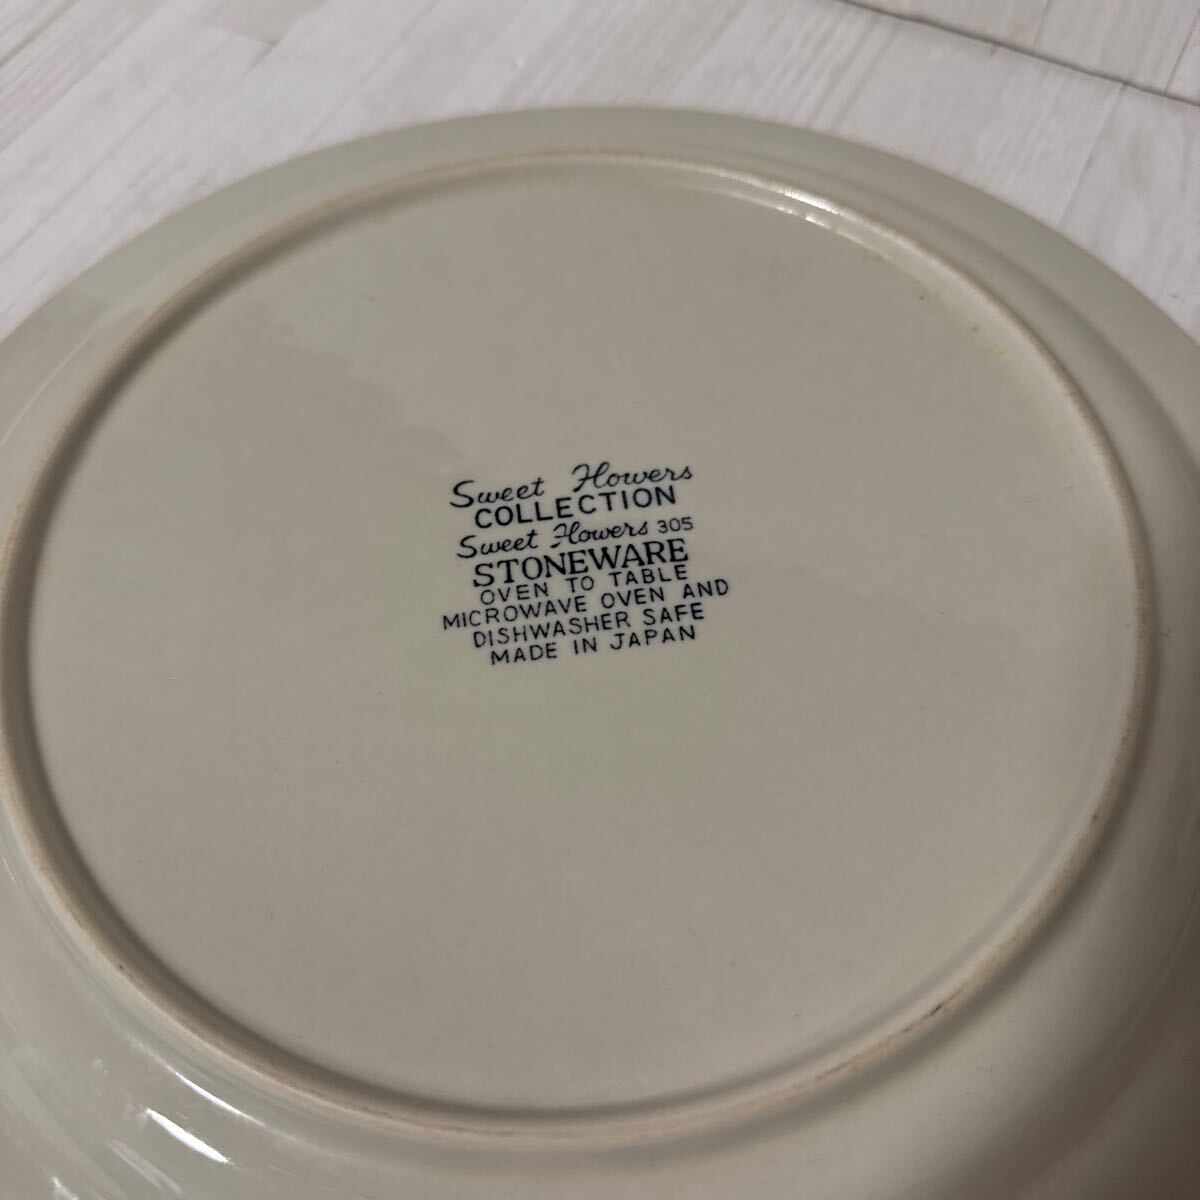 Sweet Flowers
COLLECTION
Sweet Flowers 305
STONEWARE
OVEN TO TABLE
MICROWAVE OVEN AND
DISHWASHER SAFE
MADE IN JAPAN